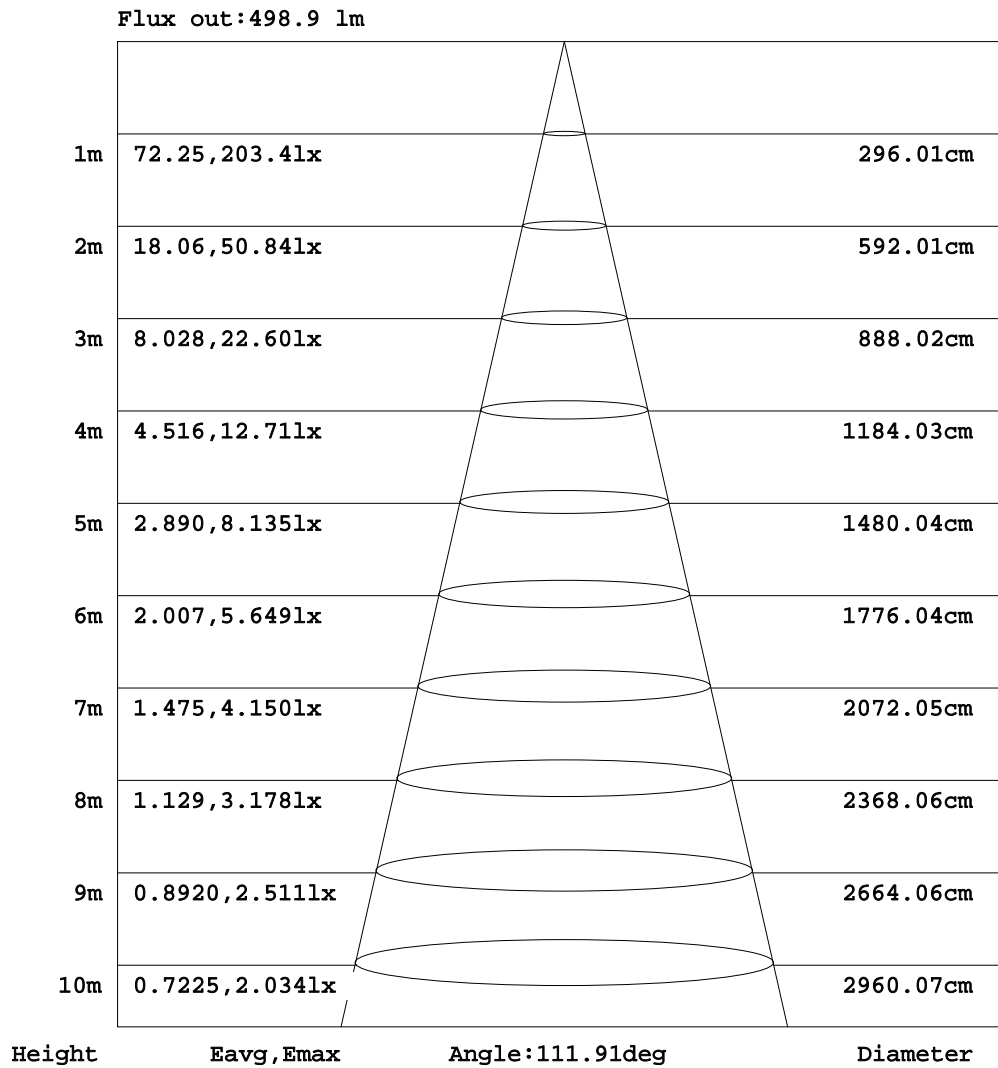 Flux out:498.9 lm
1m 72.25,203.4lx 296.01cm
2m 18.06,50.84lx 592.01cm
3m 8.028,22.60lx 888.02cm
4m 4.516,12.71lx 1184.03cm
5m 2.890,8.135lx 1480.04cm
6m 2.007,5.649lx 1776.04cm
7m 1.475,4.150lx 2072.05cm
8m 1.129,3.178lx 2368.06cm
9m 0.8920,2.511lx 2664.06cm
10m 0.7225,2.034lx 2960.07cm
Height Eavg,Emax Angle:111.91deg Diameter